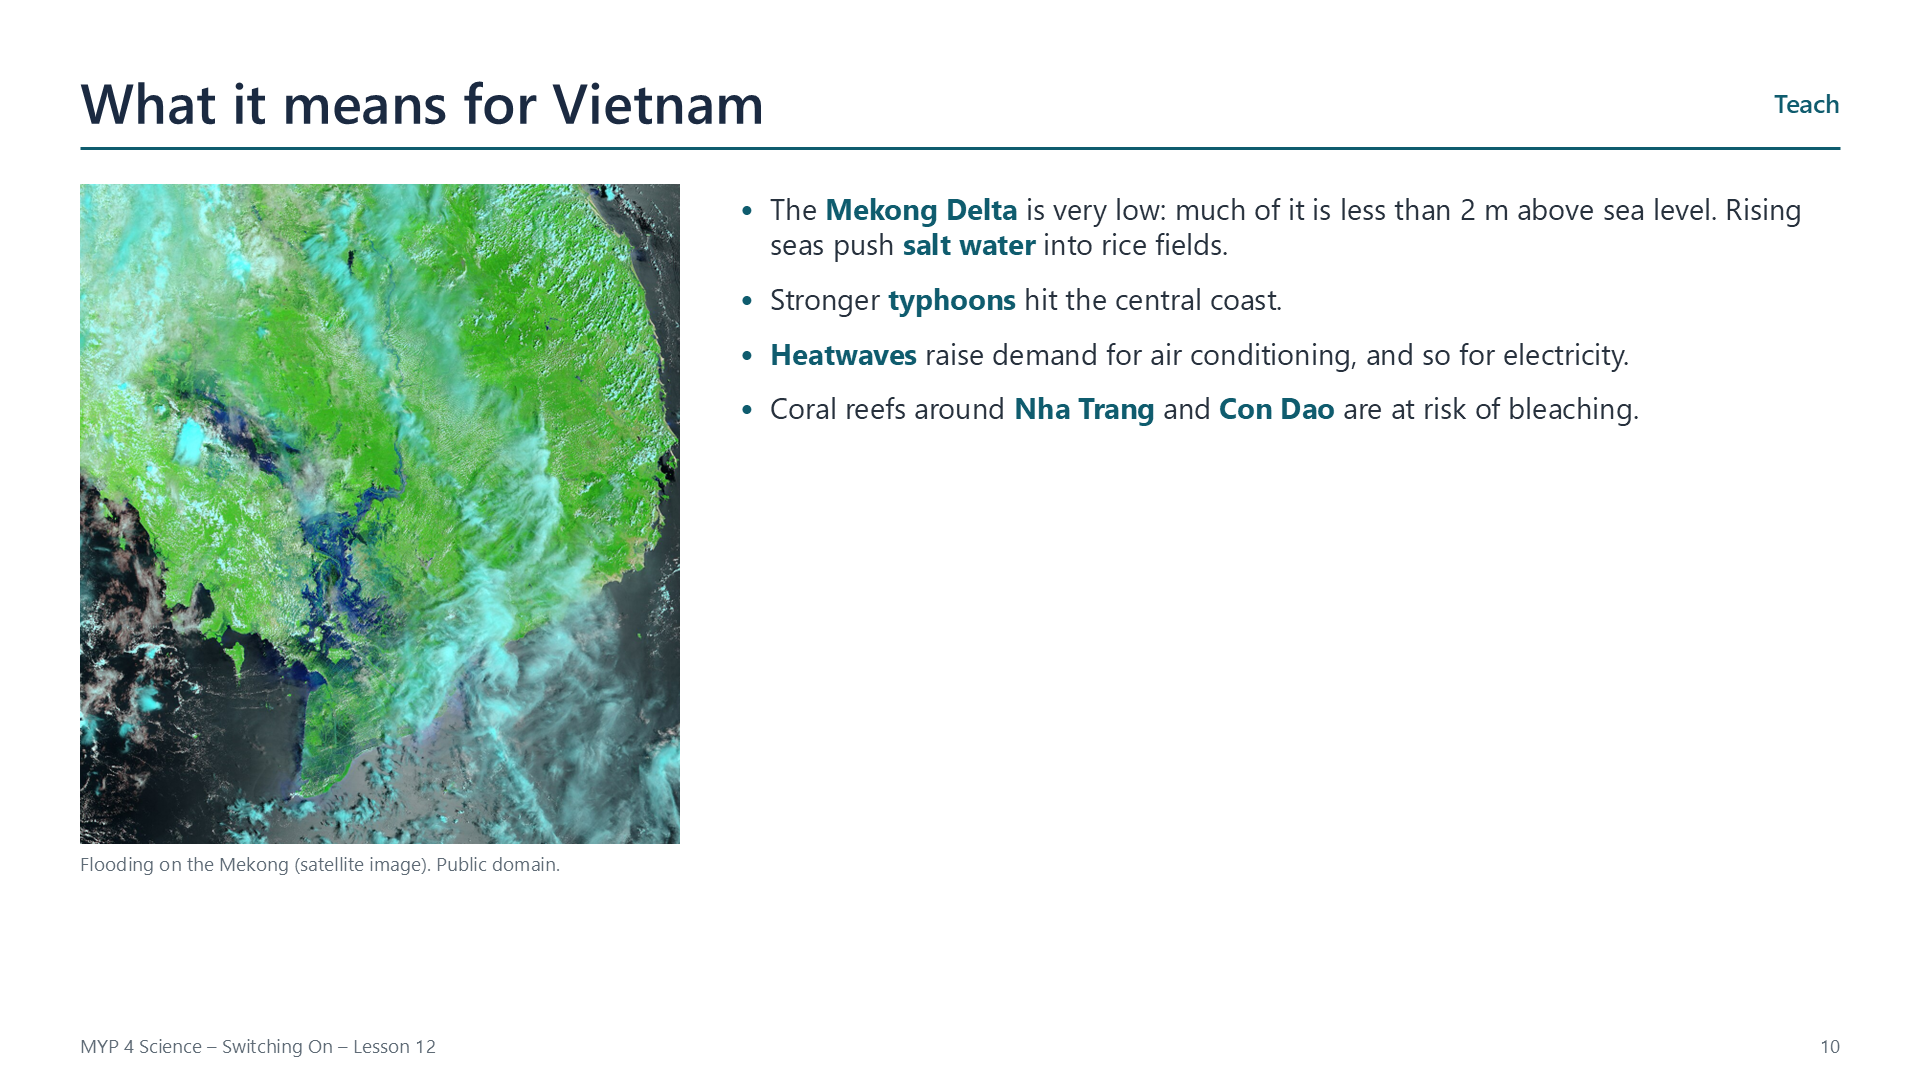 What it means for Vietnam
Teach
• The Mekong Delta is very low: much of it is less than 2 m above sea level. Rising
seas push salt water into rice fields.
• Stronger typhoons hit the central coast.
• Heatwaves raise demand for air conditioning, and so for electricity.
• Coral reefs around Nha Trang and Con Dao are at risk of bleaching.
Flooding on the Mekong (satellite image). Public domain.
MYP 4 Science – Switching On – Lesson 12
10